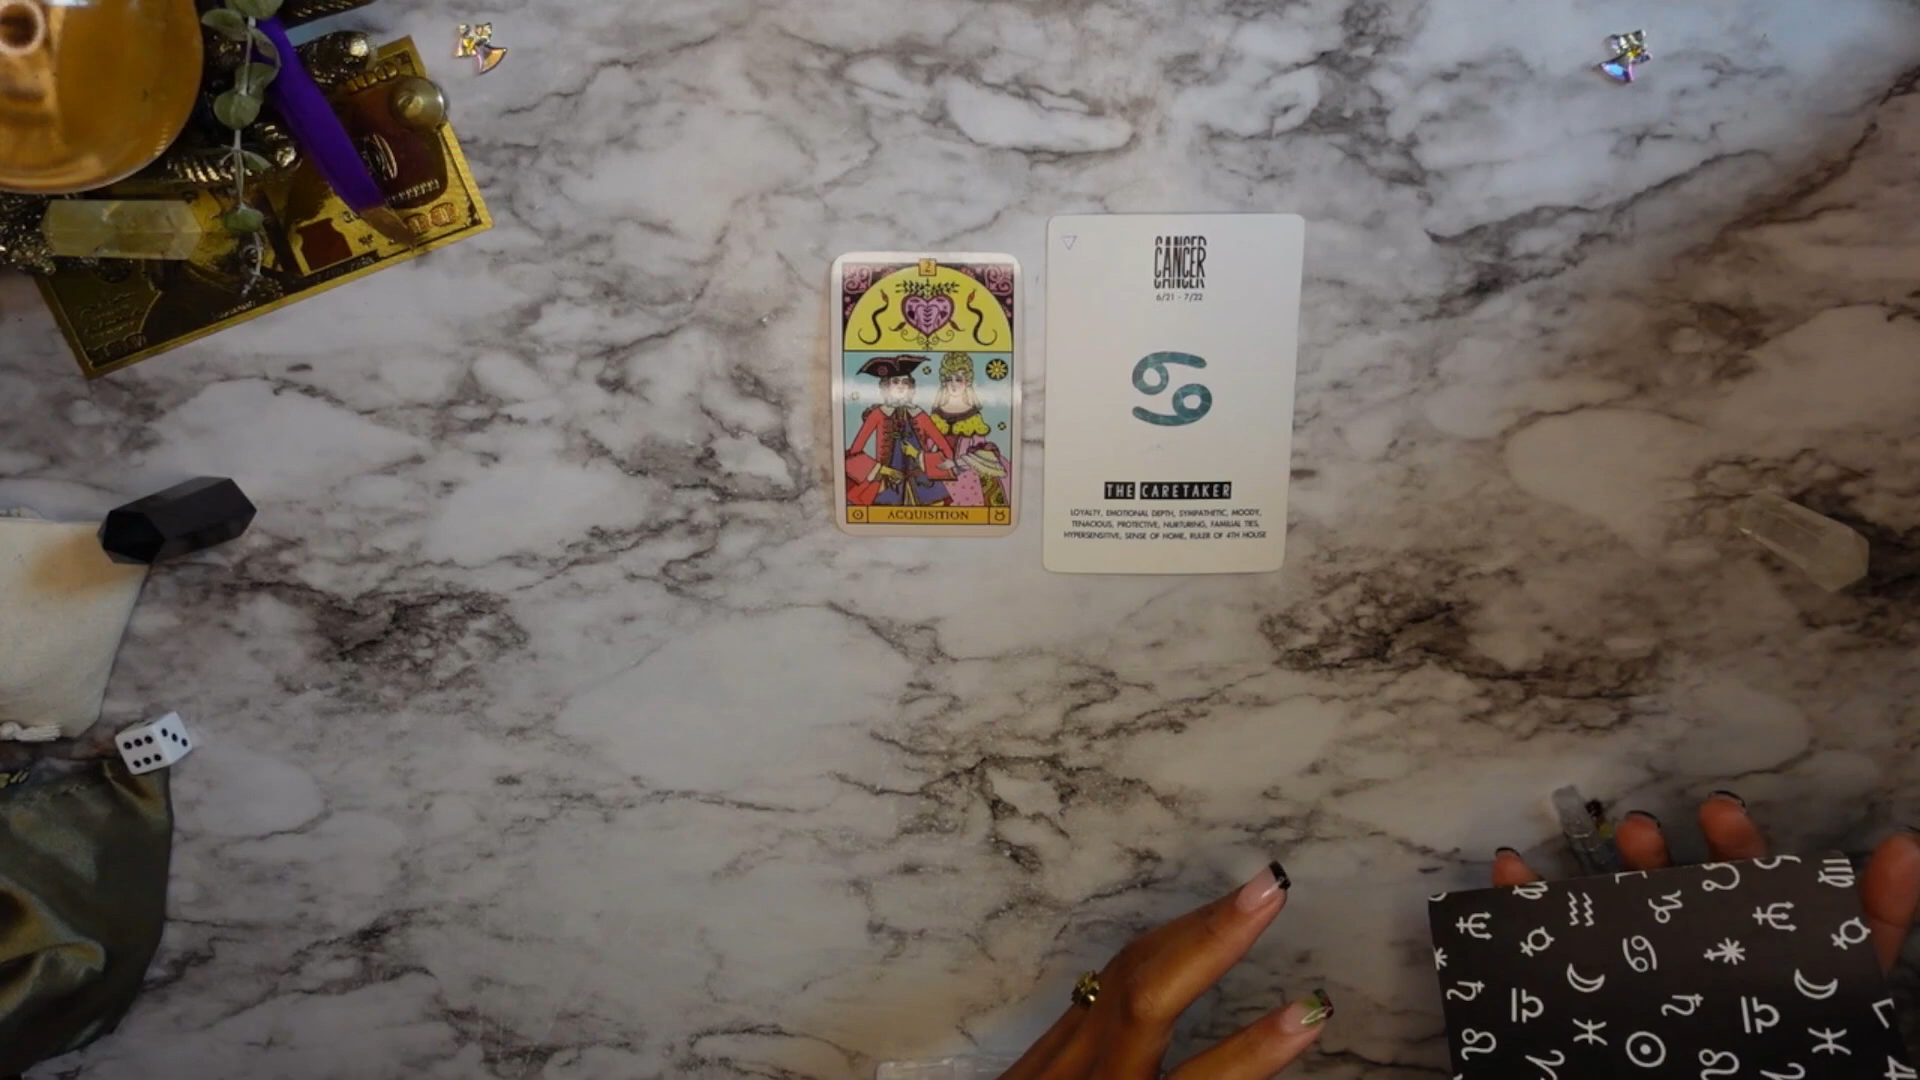 2
ACQUISITION
CANCER
6/21 - 7/22
THE CARETAKER
LOYALTY, EMOTIONAL DEPTH, SYMPATHETIC, MOODY,
TENACIOUS, PROTECTIVE, NURTURING, FAMILIAL TIES,
HYPERSENSITIVE, SENSE OF HOME, RULER OF 4TH HOUSE